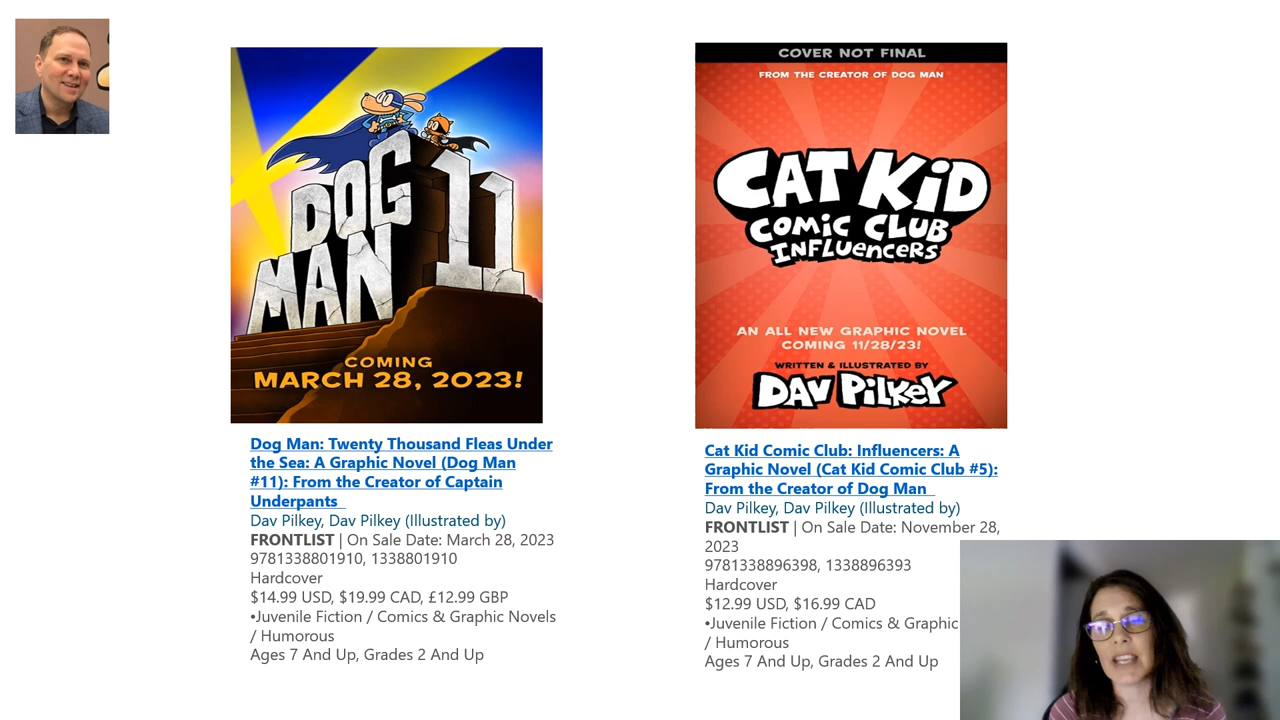 DOG
MAN
11
COMING
MARCH 28, 2023!
Dog Man: Twenty Thousand Fleas Under
the Sea: A Graphic Novel (Dog Man
#11): From the Creator of Captain
Underpants
Dav Pilkey, Dav Pilkey (Illustrated by)
FRONTLIST | On Sale Date: March 28, 2023
9781338801910, 1338801910
Hardcover
$14.99 USD, $19.99 CAD, £12.99 GBP
•Juvenile Fiction / Comics & Graphic Novels
/ Humorous
Ages 7 And Up, Grades 2 And Up
COVER NOT FINAL
FROM THE CREATOR OF DOG MAN
CAT KiD
COMIC CLUB
INFLUENCERS
AN ALL NEW GRAPHIC NOVEL
COMING 11/28/23!
WRITTEN & ILLUSTRATED BY
DAV PiLKEY
Cat Kid Comic Club: Influencers: A
Graphic Novel (Cat Kid Comic Club #5):
From the Creator of Dog Man
Dav Pilkey, Dav Pilkey (Illustrated by)
FRONTLIST | On Sale Date: November 28,
2023
9781338896398, 1338896393
Hardcover
$12.99 USD, $16.99 CAD
•Juvenile Fiction / Comics & Graphic
/ Humorous
Ages 7 And Up, Grades 2 And Up